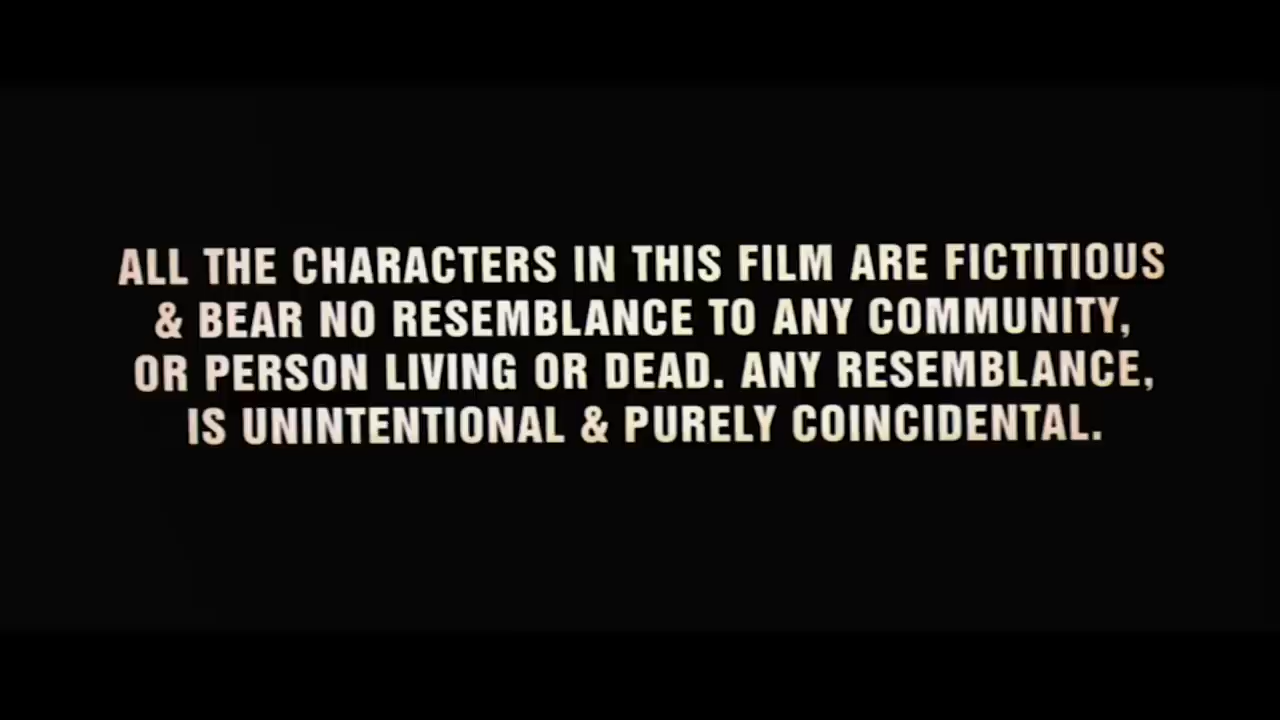 ALL THE CHARACTERS IN THIS FILM ARE FICTITIOUS
& BEAR NO RESEMBLANCE TO ANY COMMUNITY,
OR PERSON LIVING OR DEAD. ANY RESEMBLANCE,
IS UNINTENTIONAL & PURELY COINCIDENTAL.